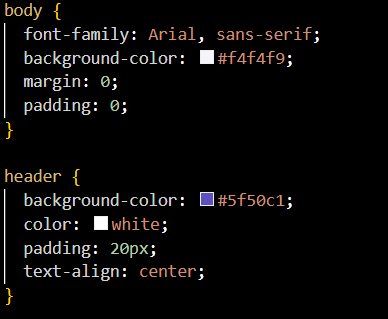 body {
font-family: Arial, sans-serif;
background-color: #f4f4f9;
margin: 0;
padding: 0;
}
header {
background-color: #5f50c1;
color: white;
padding: 20px;
text-align: center;
}